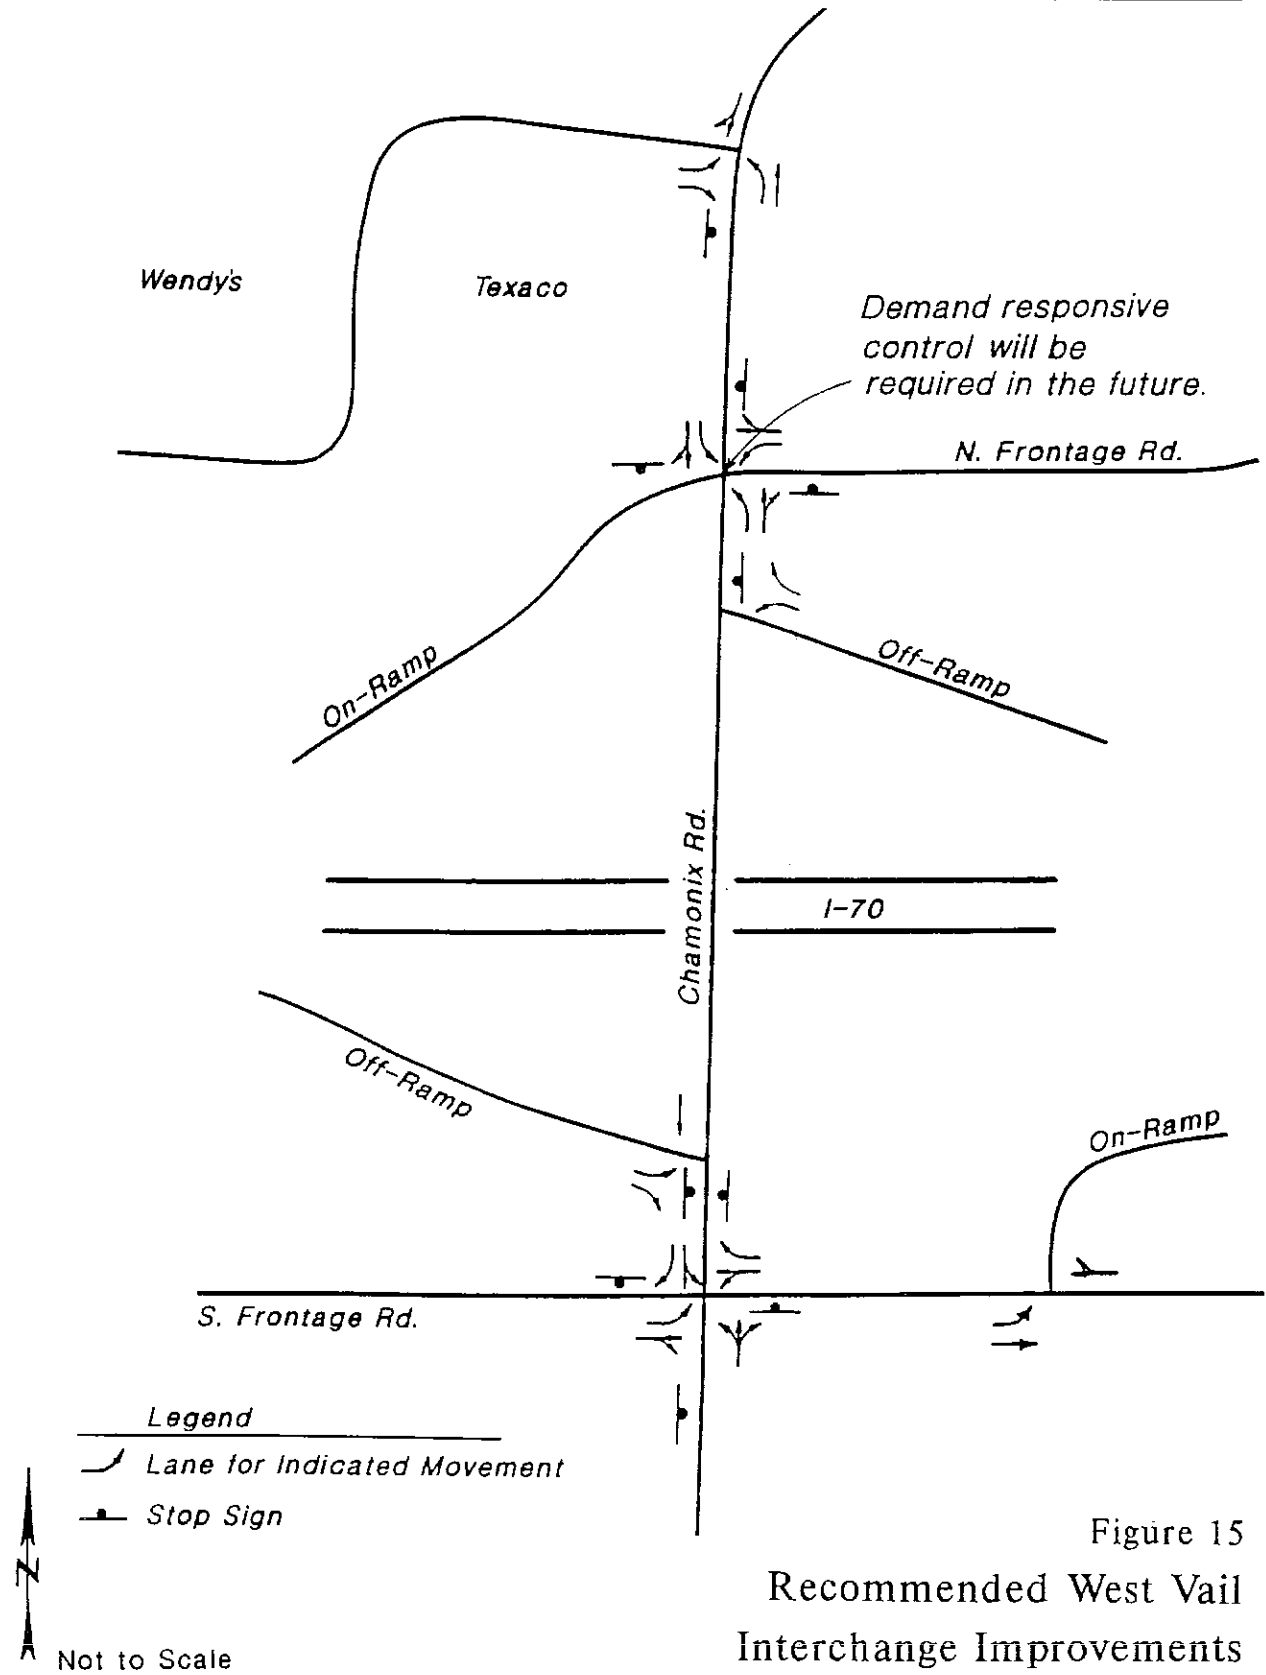 Wendy's
Texaco
Demand responsive
control will be
required in the future.
N. Frontage Rd.
On-Ramp
Off-Ramp
Chamonix Rd.
I-70
Off-Ramp
On-Ramp
S. Frontage Rd.
Legend
Lane for Indicated Movement
Stop Sign
N
Not to Scale
Figure 15
Recommended West Vail
Interchange Improvements